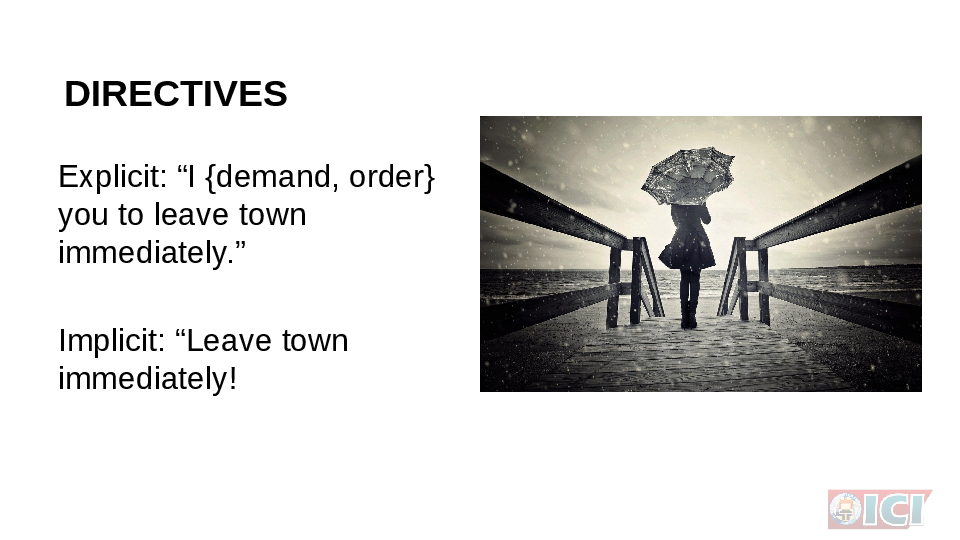 DIRECTIVES
Explicit: “I {demand, order}
you to leave town
immediately.”
Implicit: “Leave town
immediately!
ICI